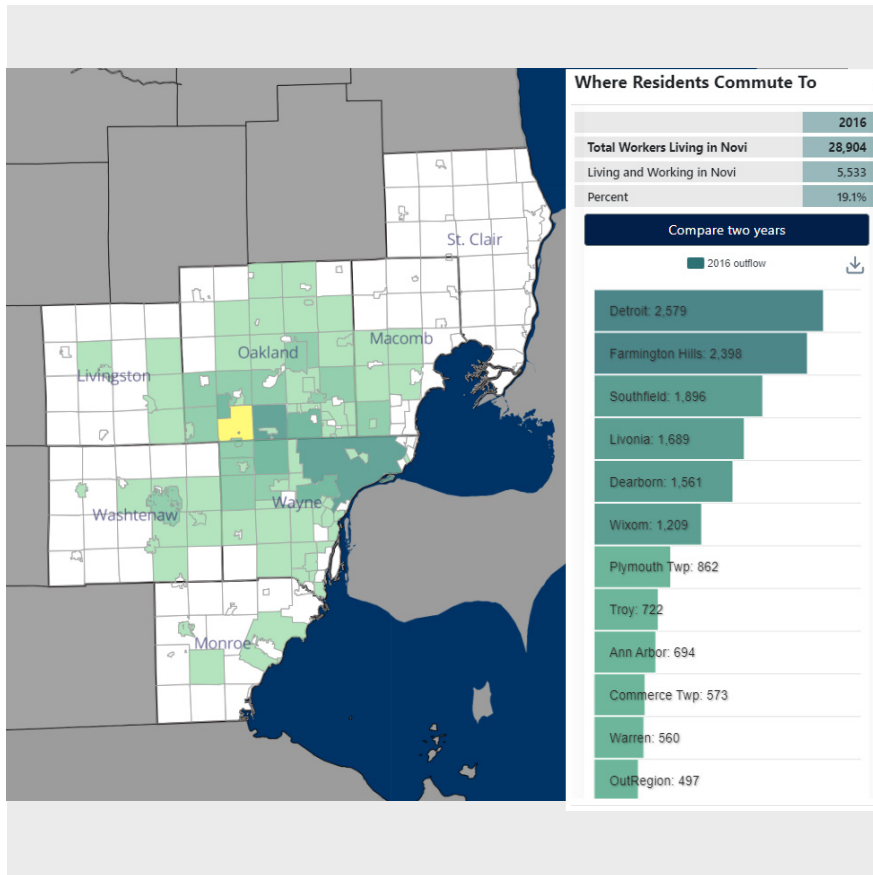 Where Residents Commute To
2016
Total Workers Living in Novi 28,904
Living and Working in Novi 5,533
Percent 19.1%
Compare two years
2016 outflow
Detroit: 2,579
Farmington Hills: 2,398
Southfield: 1,896
Livonia: 1,689
Dearborn: 1,561
Wixom: 1,209
Plymouth Twp: 862
Troy: 722
Ann Arbor: 694
Commerce Twp: 573
Warren: 560
OutRegion: 497
St. Clair
Macomb
Oakland
Livingston
Wayne
Washtenaw
Monroe